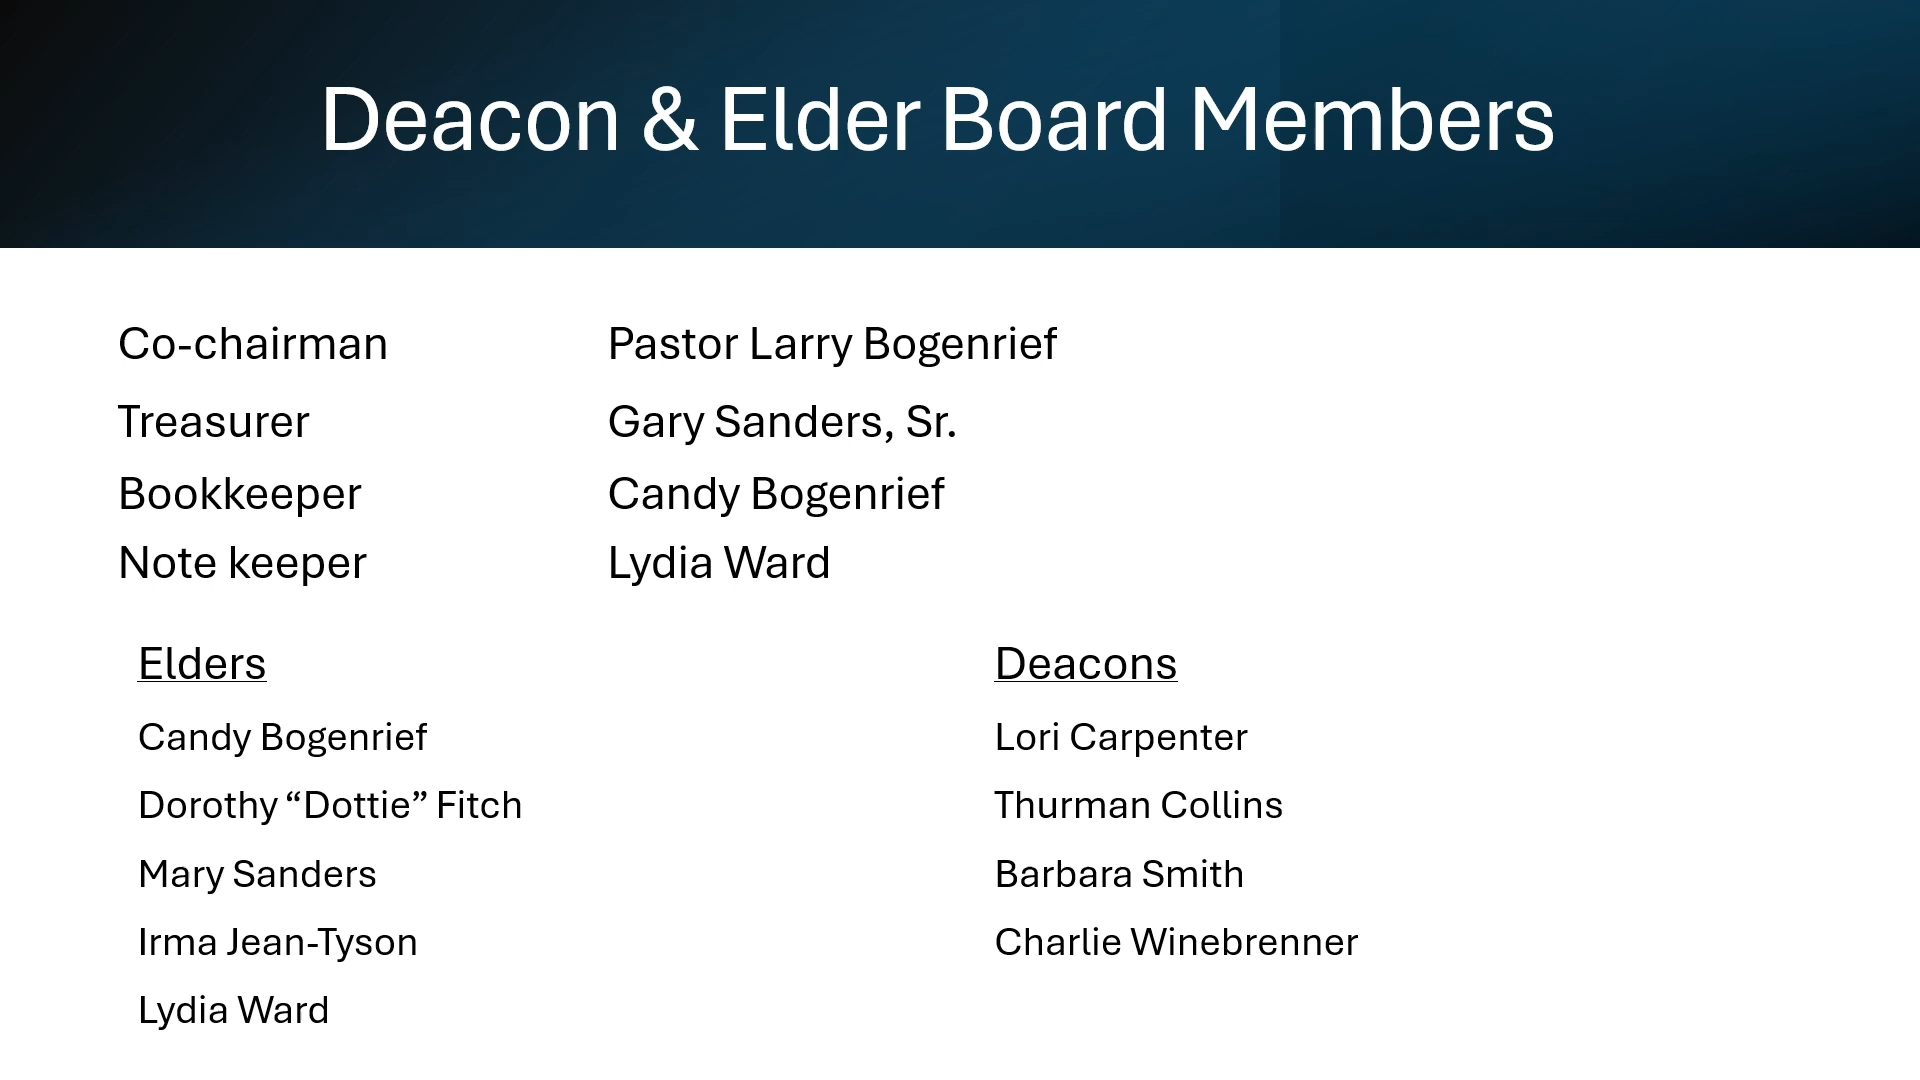 Deacon & Elder Board Members
Co-chairman Pastor Larry Bogenrief
Treasurer Gary Sanders, Sr.
Bookkeeper Candy Bogenrief
Note keeper Lydia Ward
Elders
Candy Bogenrief
Dorothy “Dottie” Fitch
Mary Sanders
Irma Jean-Tyson
Lydia Ward
Deacons
Lori Carpenter
Thurman Collins
Barbara Smith
Charlie Winebrenner